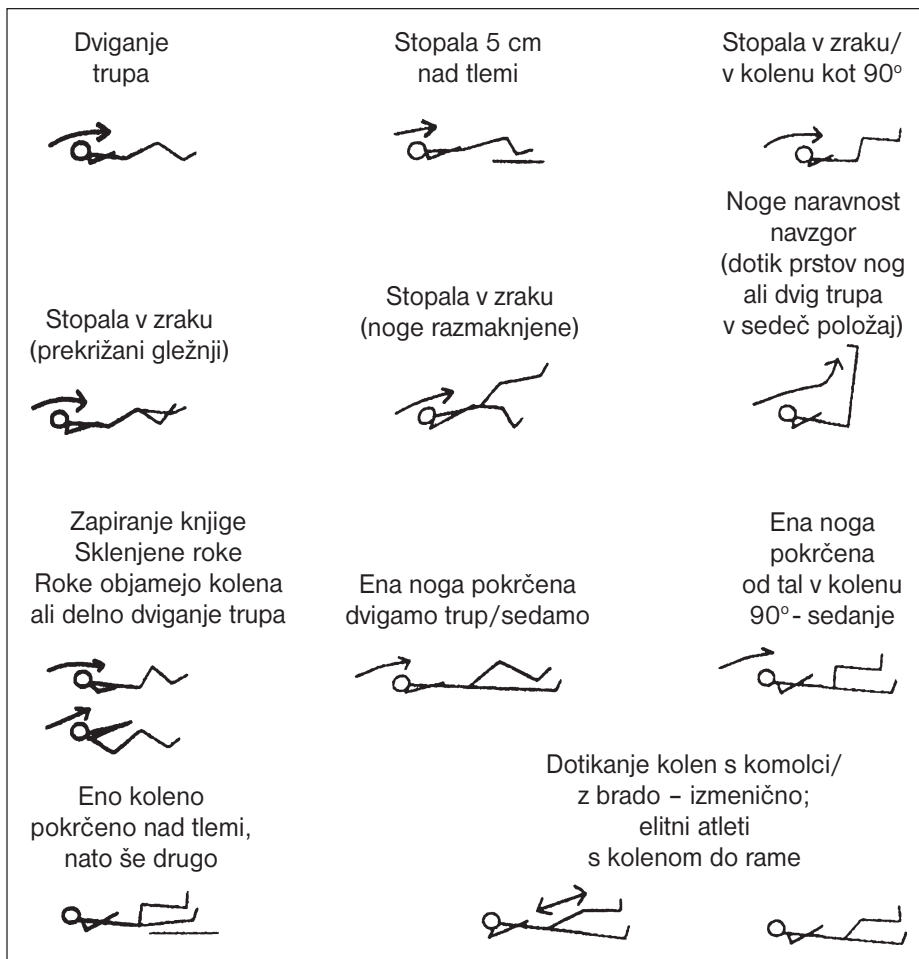 Dviganje
trupa
Stopala 5 cm
nad tlemi
Stopala v zraku/
v kolenu kot 90°
Stopala v zraku
(prekrižani gležnji)
Stopala v zraku
(noge razmaknjene)
Noge naravnost
navzgor
(dotik prstov nog
ali dvig trupa
v sedeč položaj)
Zapiranje knjige
Sklenjene roke
Roke objamejo kolena
ali delno dviganje trupa
Ena noga pokrčena
dvigamo trup/sedamo
Ena noga
pokrčena
od tal v kolenu
90°- sedanje
Eno koleno
pokrčeno nad tlemi,
nato še drugo
Dotikanje kolen s komolci/
z brado – izmenično;
elitni atleti
s kolenom do rame